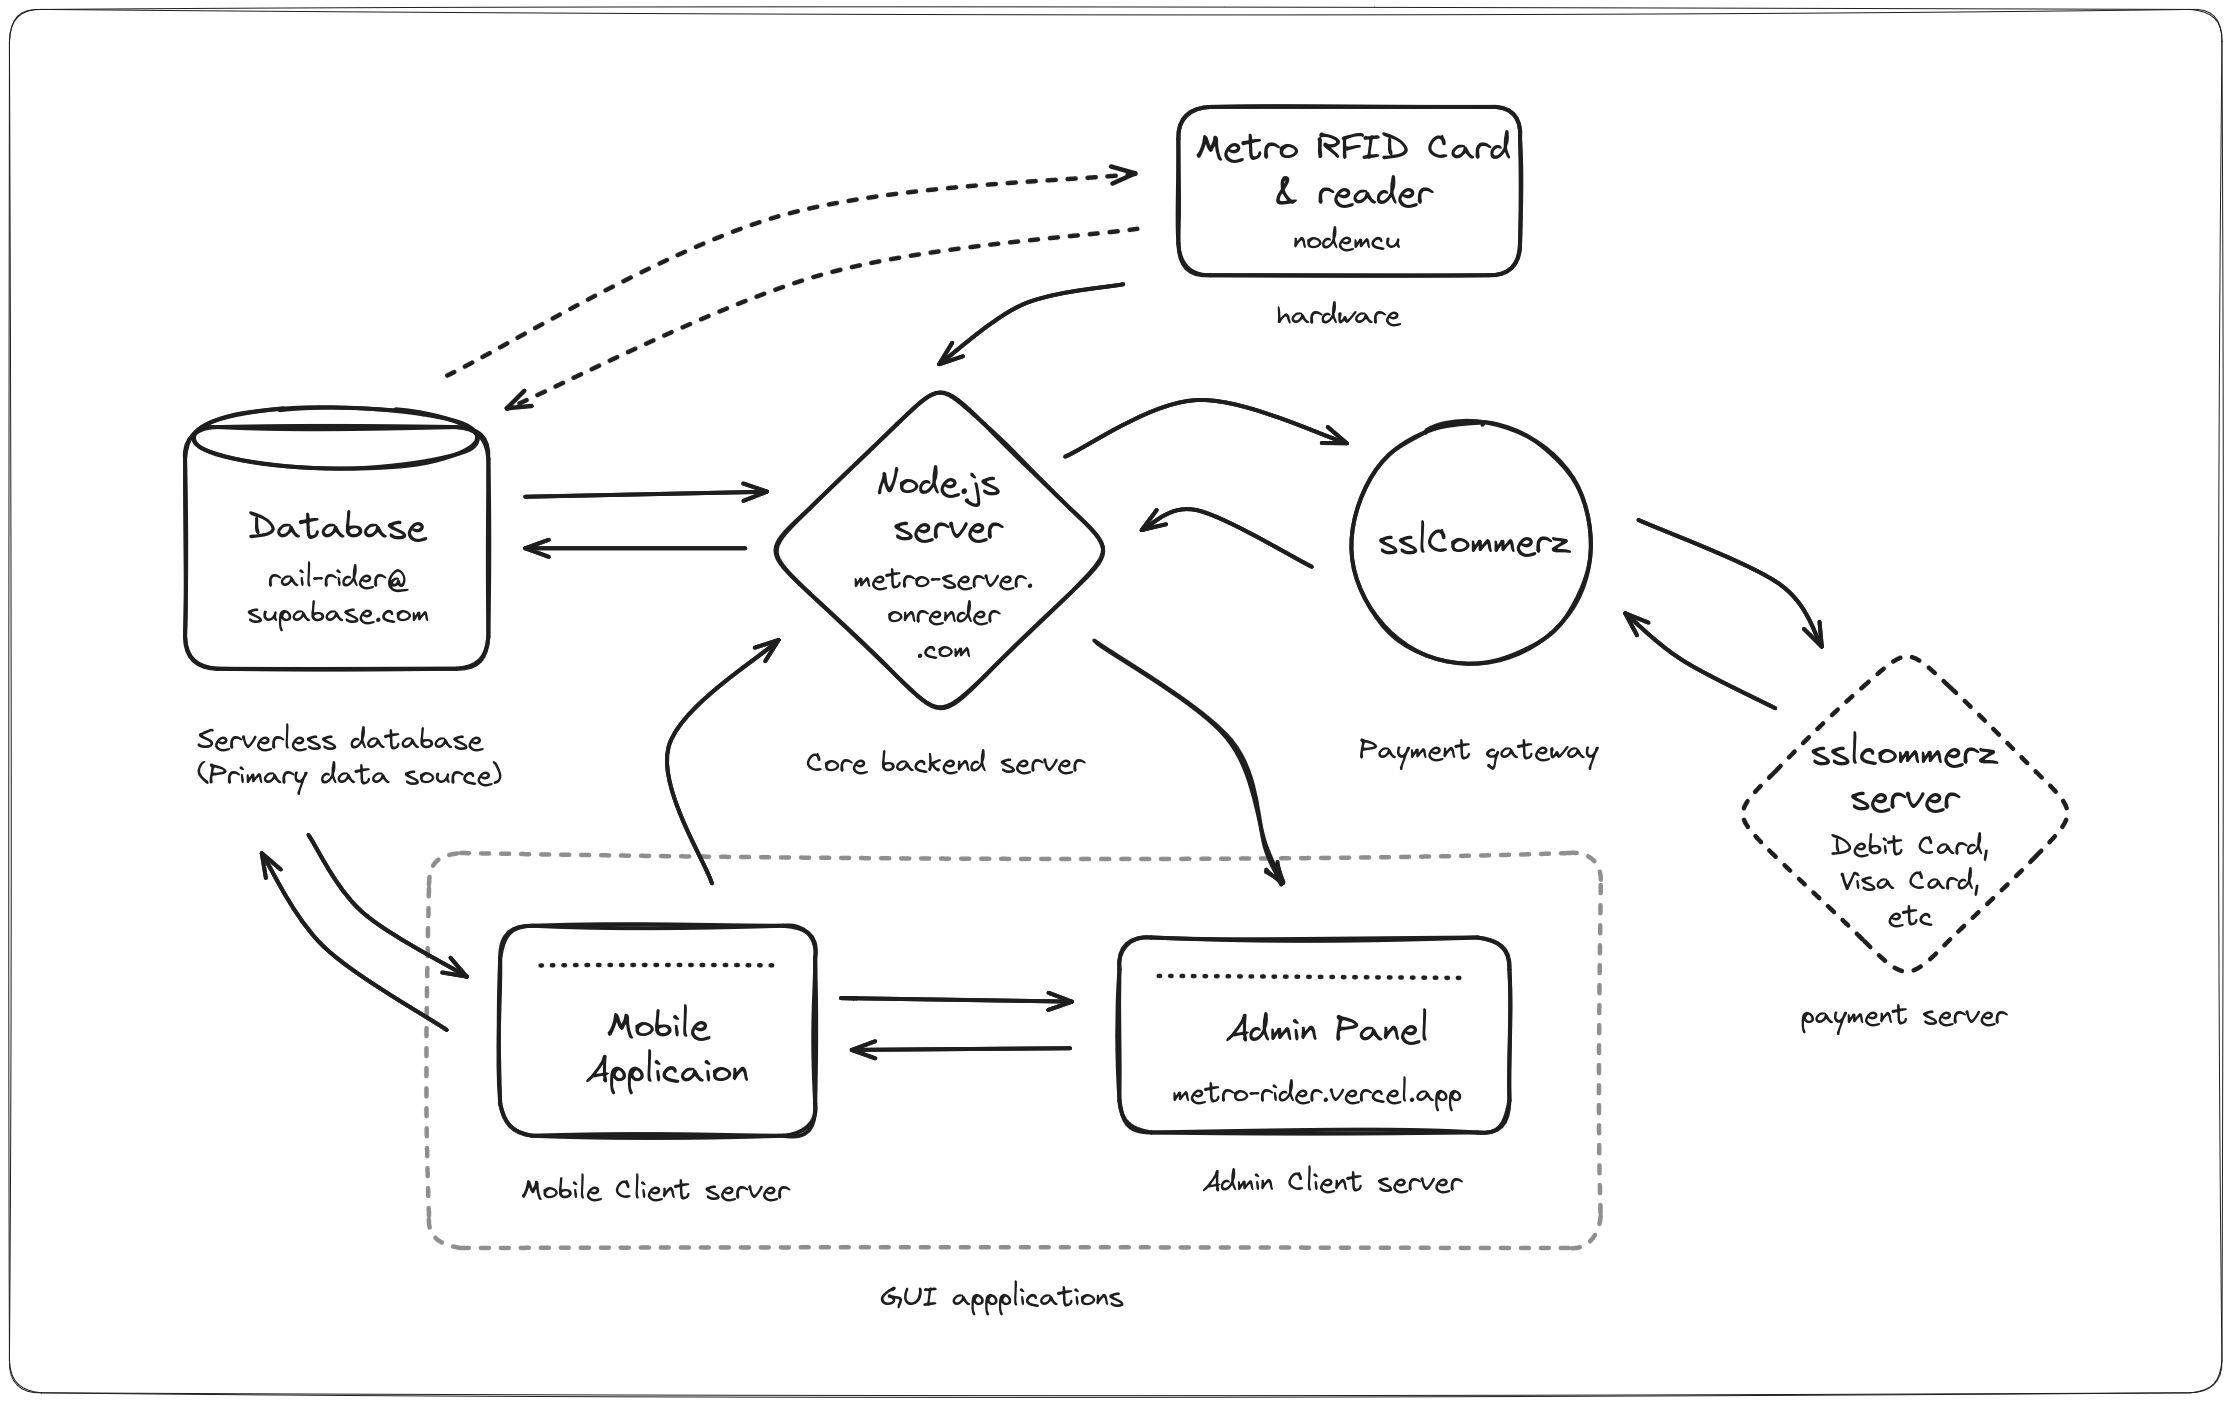 Metro RFID Card
& reader
nodemcu
hardware
Database
rail-rider@
supabase.com
Serverless database
(Primary data source)
Node.js
server
metro-server.
onrender
.com
Core backend server
sslCommerz
Payment gateway
sslcommerz
server
Debit Card,
Visa Card,
etc
payment server
Mobile
Applicaion
Mobile Client server
Admin Panel
metro-rider.vercel.app
Admin Client server
GUI appplications